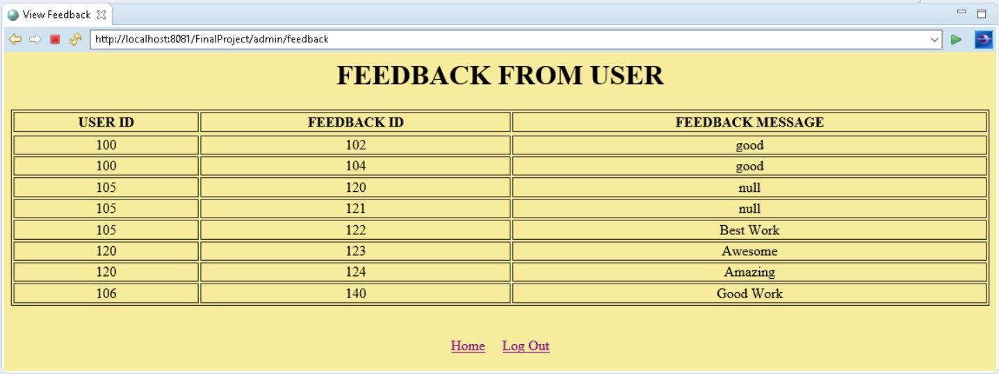 View Feedback
http://localhost:8081/FinalProject/admin/feedback
FEEDBACK FROM USER
USER ID FEEDBACK ID FEEDBACK MESSAGE
100 102 good
100 104 good
105 120 null
105 121 null
105 122 Best Work
120 123 Awesome
120 124 Amazing
106 140 Good Work
Home Log Out